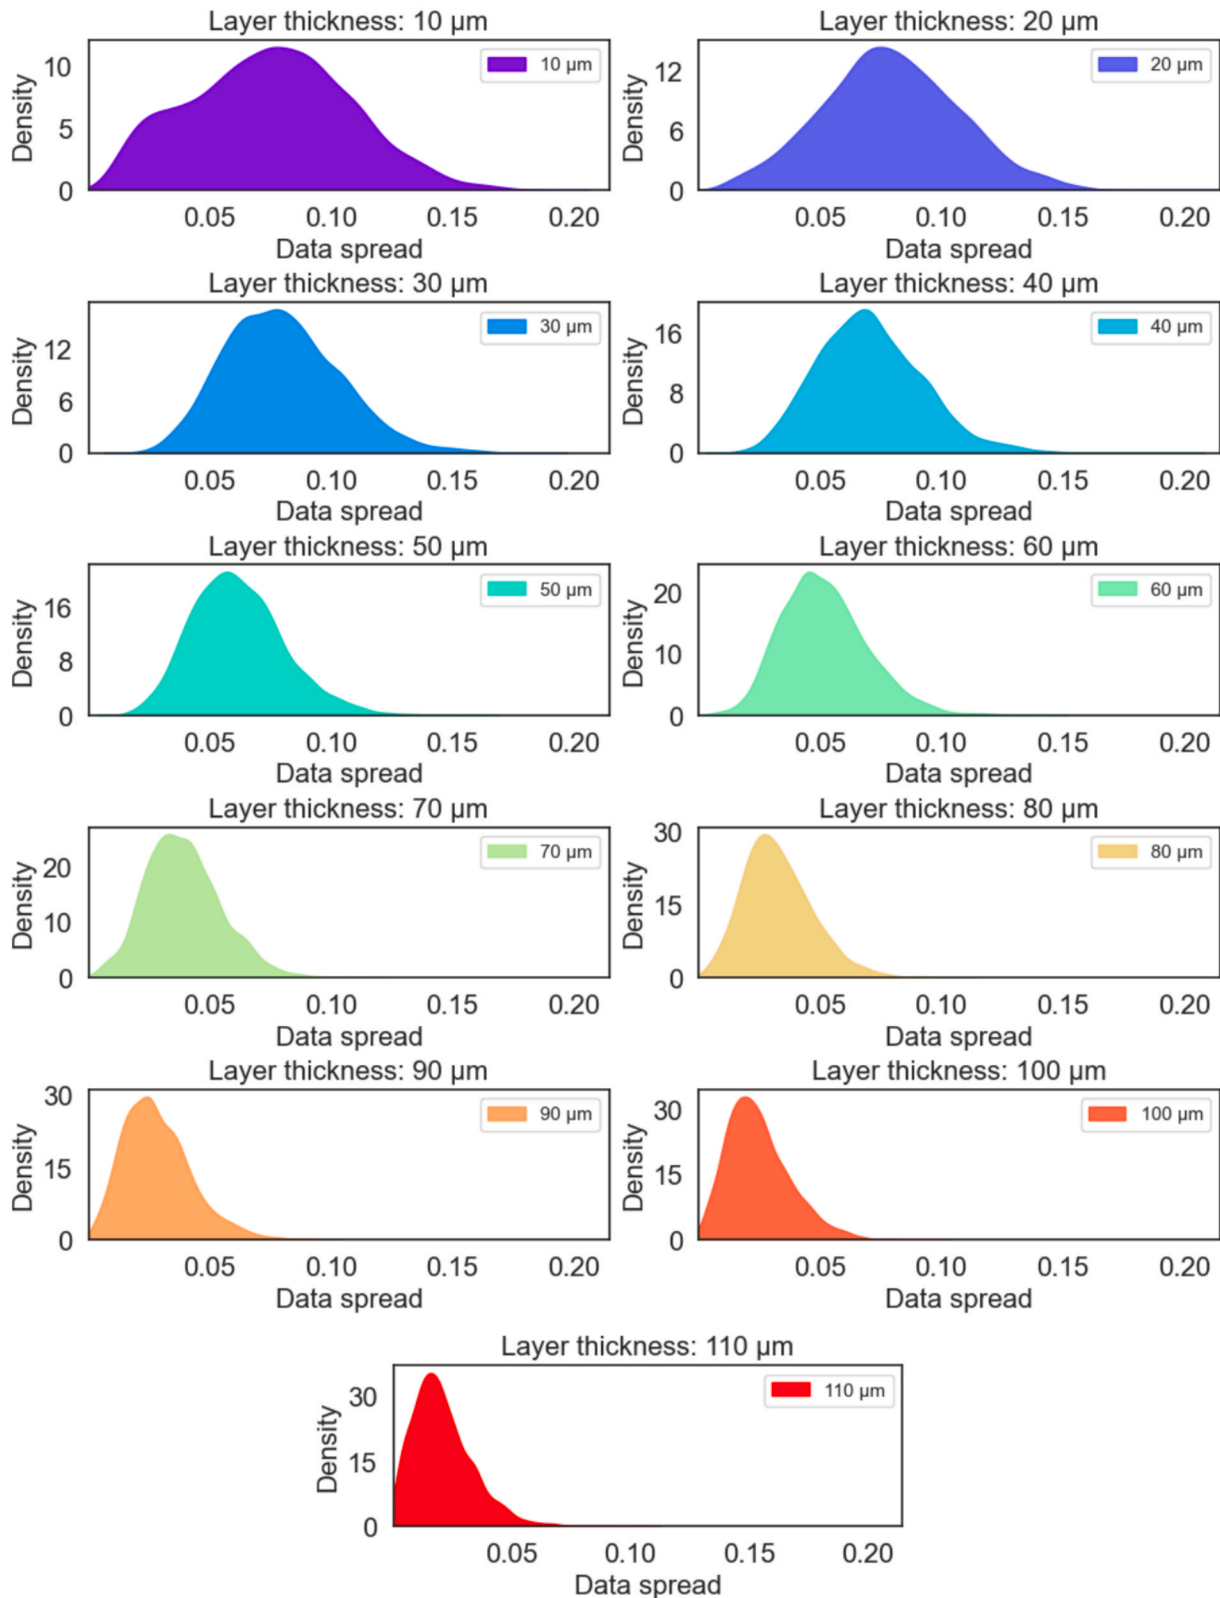 Layer thickness: 10 µm
10 µm
Density
10
5
0
0.05 0.10 0.15 0.20
Data spread
Layer thickness: 20 µm
20 µm
Density
12
6
0
0.05 0.10 0.15 0.20
Data spread
Layer thickness: 30 µm
30 µm
Density
12
6
0
0.05 0.10 0.15 0.20
Data spread
Layer thickness: 40 µm
40 µm
Density
16
8
0
0.05 0.10 0.15 0.20
Data spread
Layer thickness: 50 µm
50 µm
Density
16
8
0
0.05 0.10 0.15 0.20
Data spread
Layer thickness: 60 µm
60 µm
Density
20
10
0
0.05 0.10 0.15 0.20
Data spread
Layer thickness: 70 µm
70 µm
Density
20
10
0
0.05 0.10 0.15 0.20
Data spread
Layer thickness: 80 µm
80 µm
Density
30
15
0
0.05 0.10 0.15 0.20
Data spread
Layer thickness: 90 µm
90 µm
Density
30
15
0
0.05 0.10 0.15 0.20
Data spread
Layer thickness: 100 µm
100 µm
Density
30
15
0
0.05 0.10 0.15 0.20
Data spread
Layer thickness: 110 µm
110 µm
Density
30
15
0
0.05 0.10 0.15 0.20
Data spread